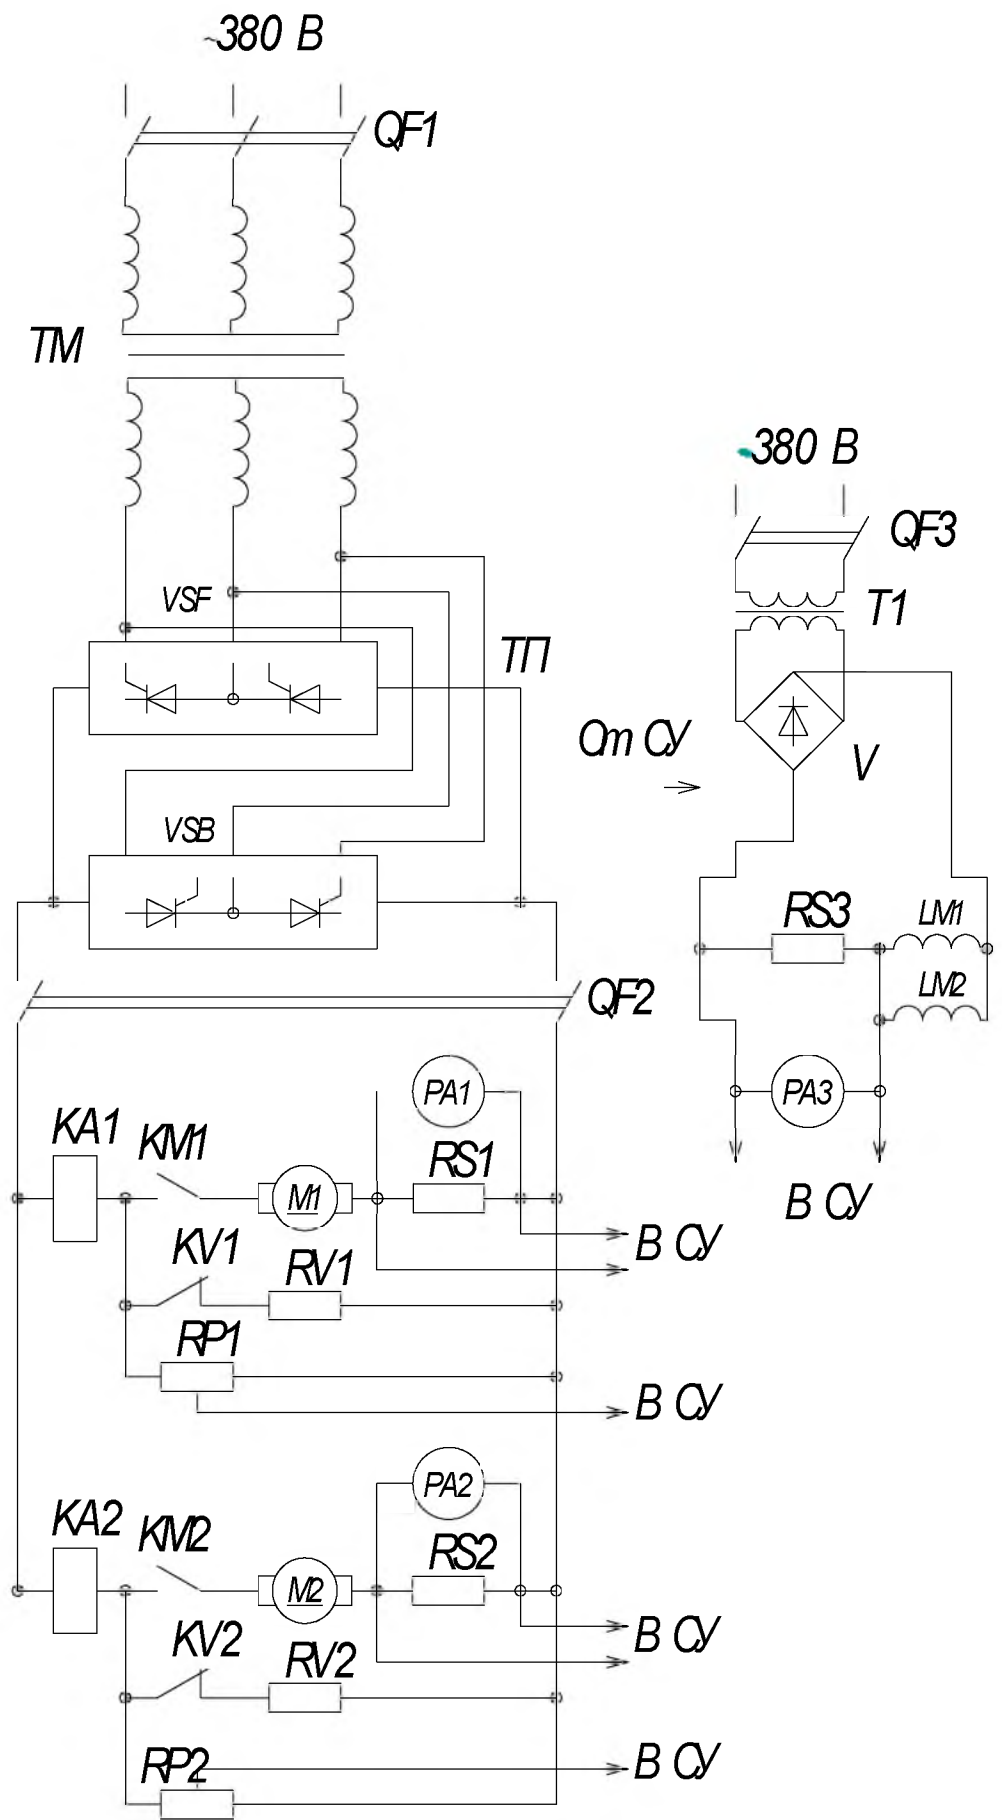 ~380 В
QF1
ТМ
VSF
ТП
VSB
QF2
KA1
KM1
M1
PA1
RS1
В СУ
KV1
RV1
RP1
В СУ
KA2
KM2
M2
PA2
RS2
В СУ
KV2
RV2
RP2
В СУ
380 В
QF3
T1
От СУ
V
RS3
LM1
LM2
PA3
В СУ